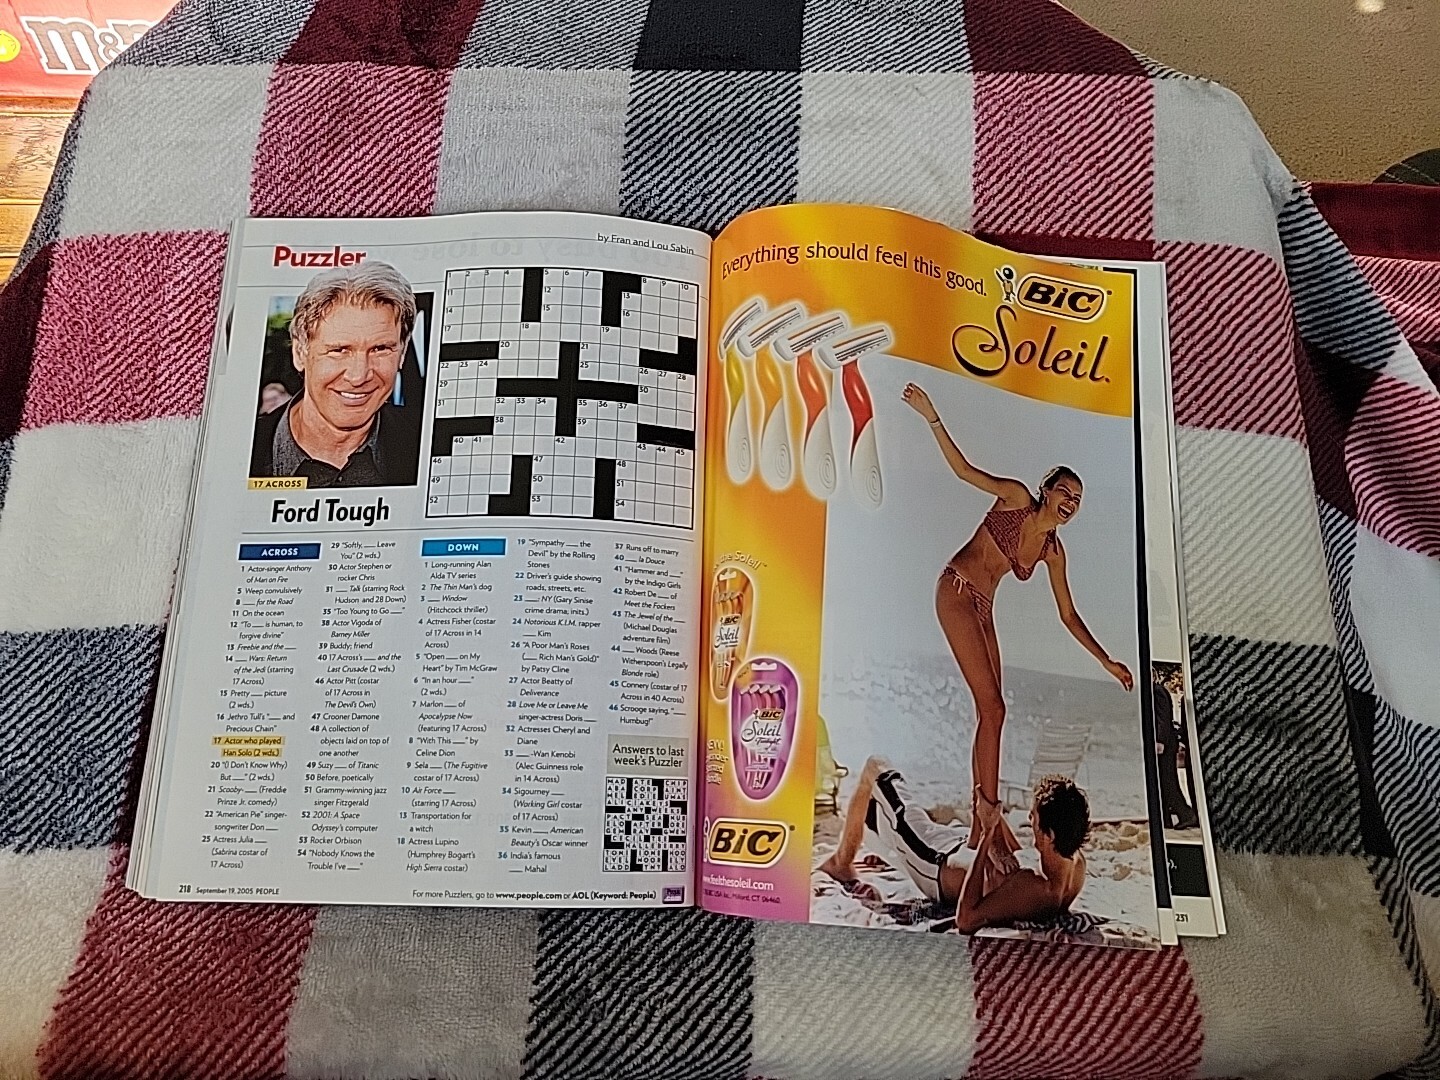 m&m
Puzzler
by Fran and Lou Sabin
17 ACROSS
Ford Tough
ACROSS
1 Actor-singer Anthony
of Man on Fire
5 Weep convulsively
8 ___ for the Road
11 On the ocean
12 "To ___ is human, to
forgive divine"
13 Freebie and the ___
14 ___ Wars: Return
of the Jedi (starring
17 Across)
15 Pretty ___ picture
(2 wds.)
16 Jethro Tull's "___ and
Precious Chain"
17 Actor who played
Han Solo (2 wds.)
20 "(I Don't Know Why)
But ___" (2 wds.)
21 Scooby-___ (Freddie
Prinze Jr. comedy)
22 "American Pie" singer-
songwriter Don ___
25 Actress Julia ___
(Sabrina costar of
17 Across)
29 "Softly, ___ Leave
You" (2 wds.)
30 Actor Stephen or
rocker Chris
31 ___ Talk (starring Rock
Hudson and 28 Down)
35 "Too Young to Go ___"
38 Actor Vigoda of
Barney Miller
39 Buddy; friend
40 17 Across's ___ and the
Last Crusade (2 wds.)
46 Actor Pitt (costar
of 17 Across in
The Devil's Own)
47 Crooner Damone
48 A collection of
objects laid on top of
one another
49 Suzy ___ of Titanic
50 Before, poetically
51 Grammy-winning jazz
singer Fitzgerald
52 2001: A Space
Odyssey's computer
53 Rocker Orbison
54 "Nobody Knows the
Trouble I've ___"
DOWN
1 Long-running Alan
Alda TV series
2 The Thin Man's dog
3 ___ Window
(Hitchcock thriller)
4 Actress Fisher (costar
of 17 Across in 14
Across)
5 "Open ___ on My
Heart" by Tim McGraw
6 "In an hour ___"
(2 wds.)
7 Marlon ___ of
Apocalypse Now
(featuring 17 Across)
8 "With This ___" by
Celine Dion
9 Sela ___ (The Fugitive
costar of 17 Across)
10 Air Force ___
(starring 17 Across)
13 Transportation for
a witch
18 Actress Lupino
(Humphrey Bogart's
High Sierra costar)
19 "Sympathy ___ the
Devil" by the Rolling
Stones
22 Driver's guide showing
roads, streets, etc.
23 ___: NY (Gary Sinise
crime drama, inits.)
24 Notorious K.I.M. rapper
___ Kim
26 "A Poor Man's Roses
(___ Rich Man's Gold)"
by Patsy Cline
27 Actor Beatty of
Deliverance
28 Love Me or Leave Me
singer-actress Doris ___
32 Actresses Cheryl and
Diane
33 ___-Wan Kenobi
(Alec Guinness role
in 14 Across)
34 Sigourney ___
(Working Girl costar
of 17 Across)
35 Kevin ___, American
Beauty's Oscar winner
36 India's famous
___ Mahal
37 Runs off to marry
40 ___ la Douce
41 "Hammer and ___"
by the Indigo Girls
42 Robert De ___ of
Meet the Fockers
43 The Jewel of the ___
(Michael Douglas
adventure film)
44 ___ Woods (Reese
Witherspoon's Legally
Blonde role)
45 Connery (costar of 17
Across in 40 Across)
46 Scrooge saying, "___
Humbug!"
Answers to last
week's Puzzler
218 September 19, 2005 PEOPLE
For more Puzzlers, go to www.people.com or AOL (Keyword: People)
Everything should feel this good.
BiC
Soleil
BiC
Soleil
BiC
Soleil
Twilight
BiC
www.feelthesoleil.com
Milford, CT 06460.
231